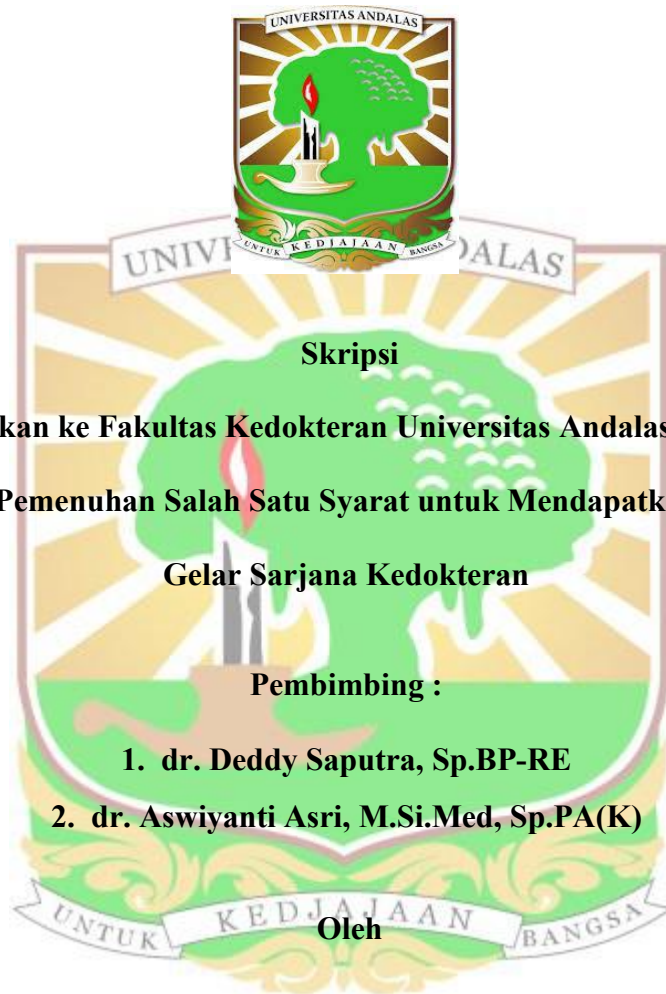 UNIVERSITAS ANDALAS
UNTUK KEDJAJAAN BANGSA
Skripsi
kan ke Fakultas Kedokteran Universitas Andalas
Pemenuhan Salah Satu Syarat untuk Mendapatk
Gelar Sarjana Kedokteran
Pembimbing :
1. dr. Deddy Saputra, Sp.BP-RE
2. dr. Aswiyanti Asri, M.Si.Med, Sp.PA(K)
Oleh
UNTUK KEDJAJAAN BANGSA